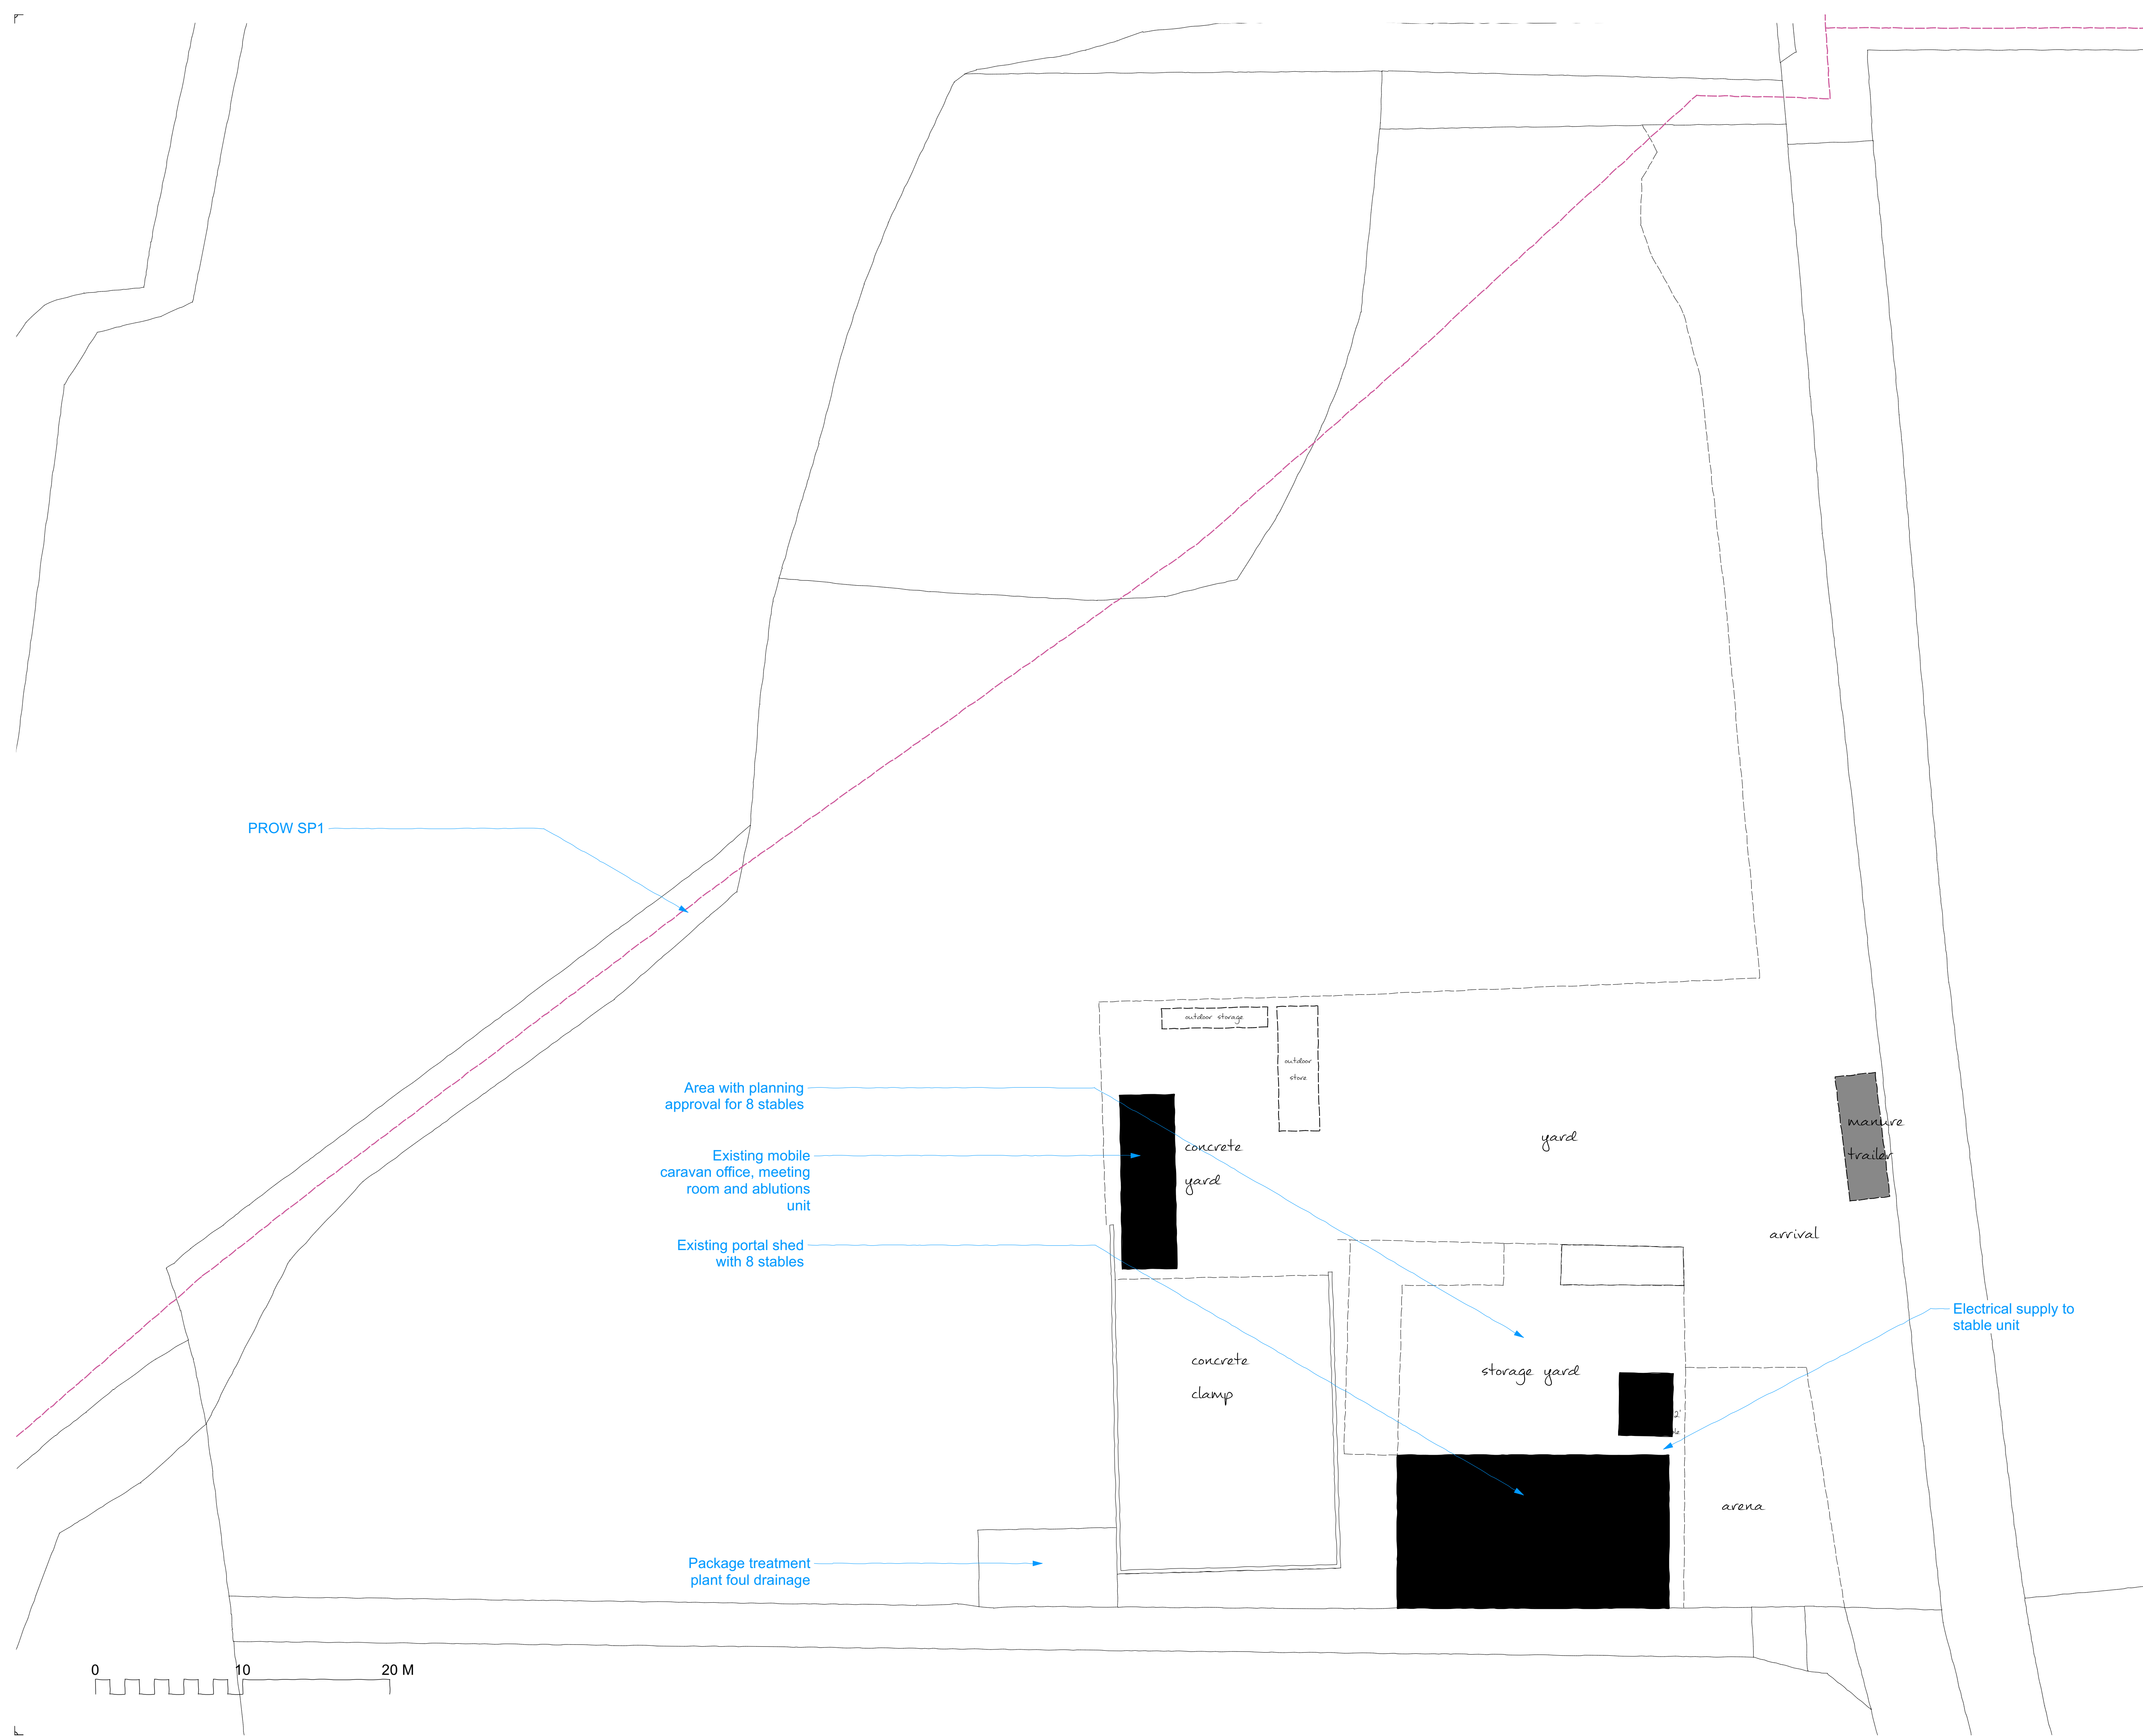 PROW SP1
outdoor storage
outdoor
store
Area with planning
approval for 8 stables
Existing mobile
caravan office, meeting
room and ablutions
unit
concrete
yard
yard
manure
trailer
arrival
Existing portal shed
with 8 stables
Electrical supply to
stable unit
concrete
clamp
storage yard
arena
Package treatment
plant foul drainage
0 10 20 M